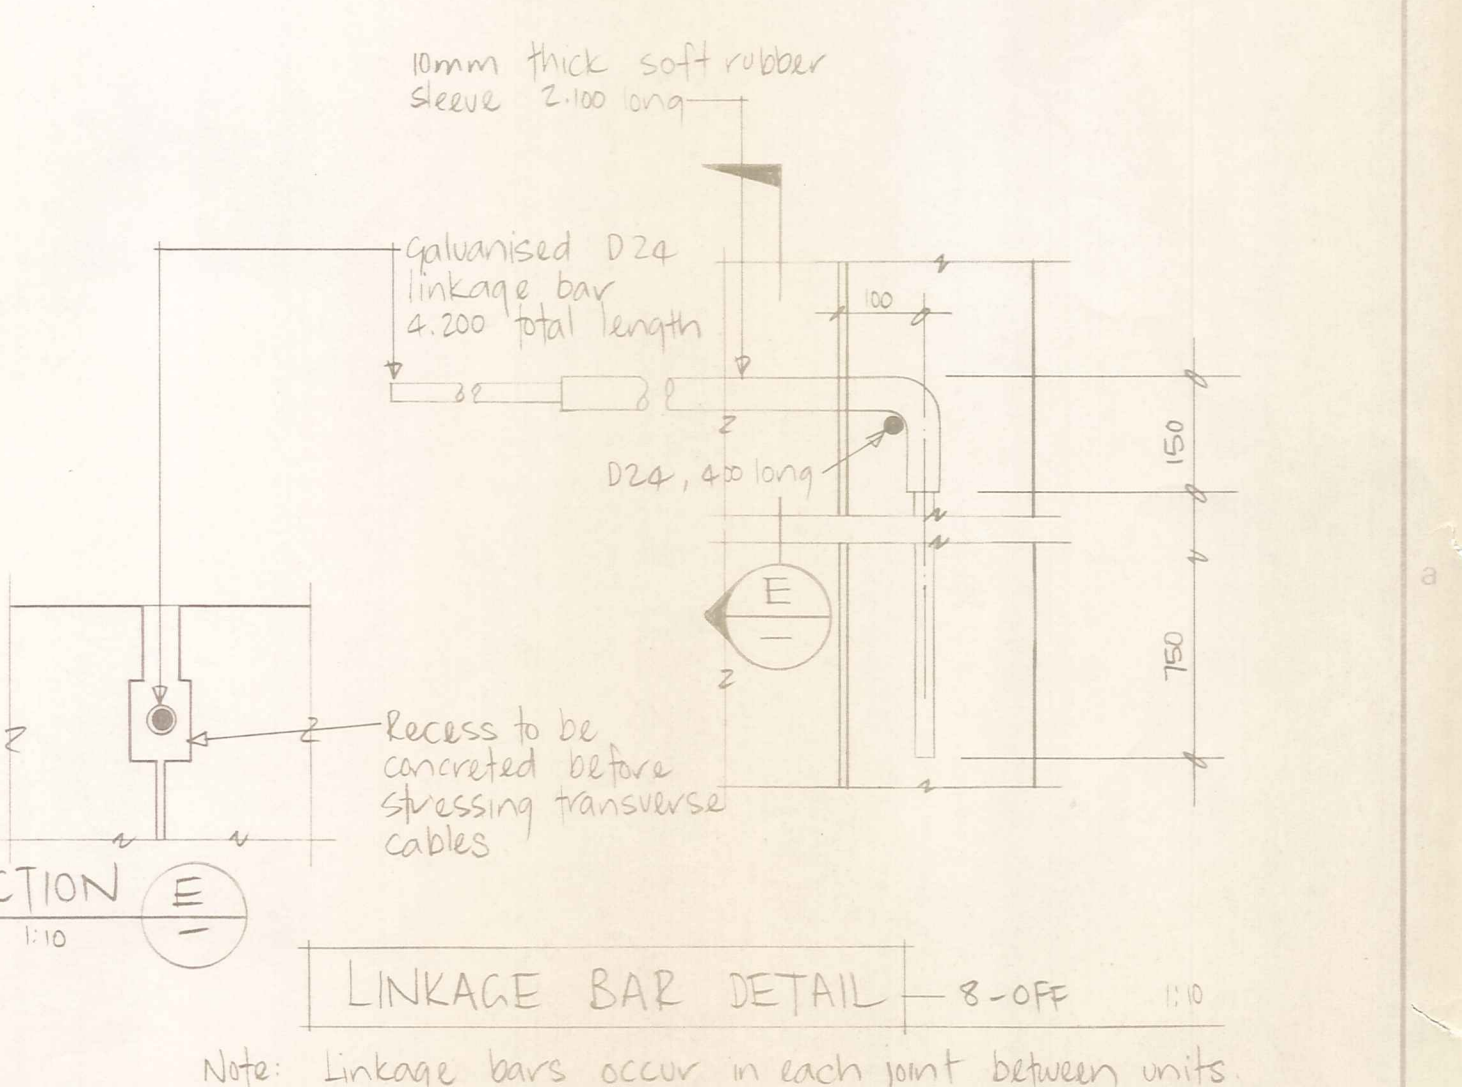 10mm thick soft rubber
sleeve 2.100 long
Galvanised D24
linkage bar
4.200 total length
100
150
D24, 400 long
E
750
Recess to be
concreted before
stressing transverse
cables
CTION E
1:10
LINKAGE BAR DETAIL 8-OFF 1:10
Note: Linkage bars occur in each joint between units.
a